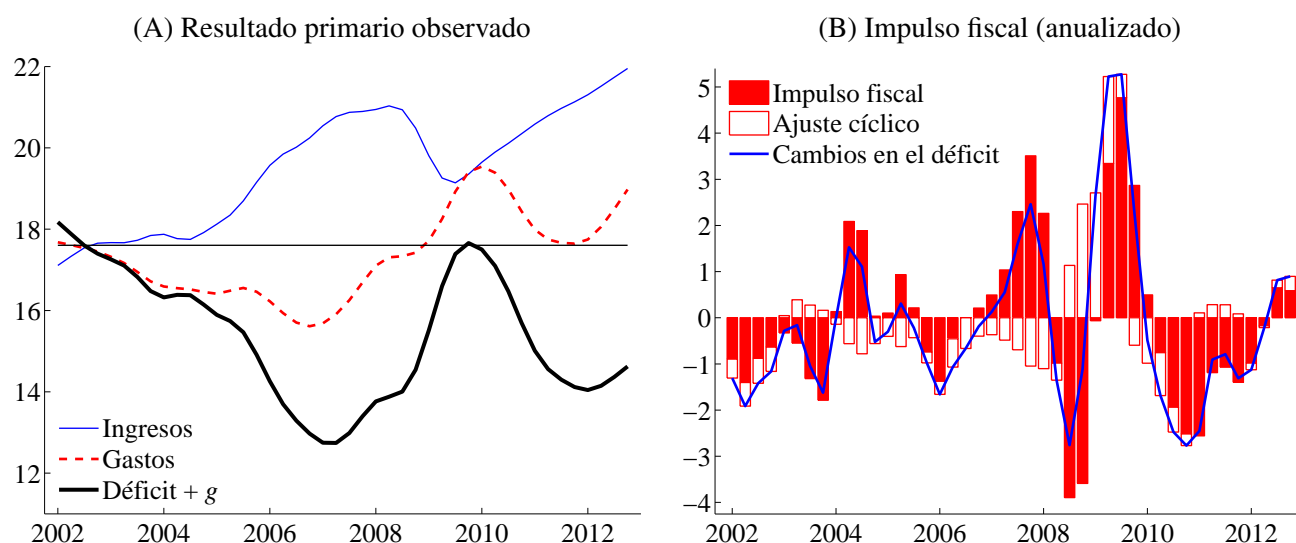 (A) Resultado primario observado
22
20
18
16
14
12
Ingresos
Gastos
Déficit + g
2002 2004 2006 2008 2010 2012
(B) Impulso fiscal (anualizado)
5
4
3
2
1
0
−1
−2
−3
−4
Impulso fiscal
Ajuste cíclico
Cambios en el déficit
2002 2004 2006 2008 2010 2012